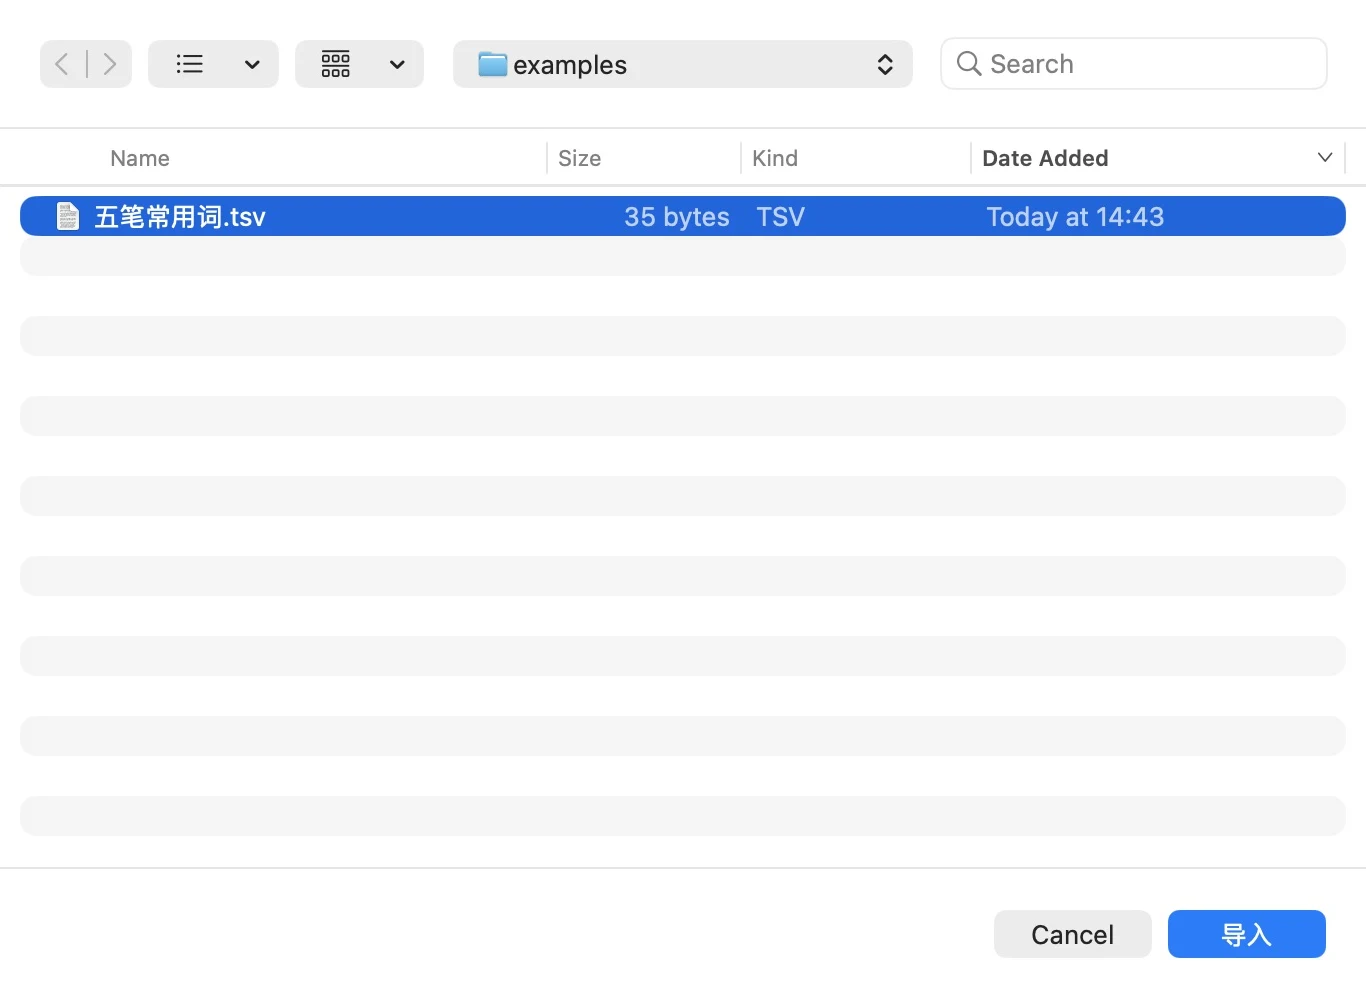 examples
Search
Name Size Kind Date Added
五笔常用词.tsv 35 bytes TSV Today at 14:43
Cancel 导入